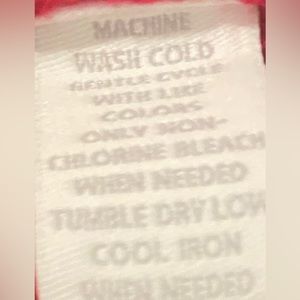 MACHINE
WASH COLD
GENTLE CYCLE
WITH LIKE
COLORS
ONLY NON-
CHLORINE BLEACH
WHEN NEEDED
TUMBLE DRY LOW
COOL IRON
WHEN NEEDED